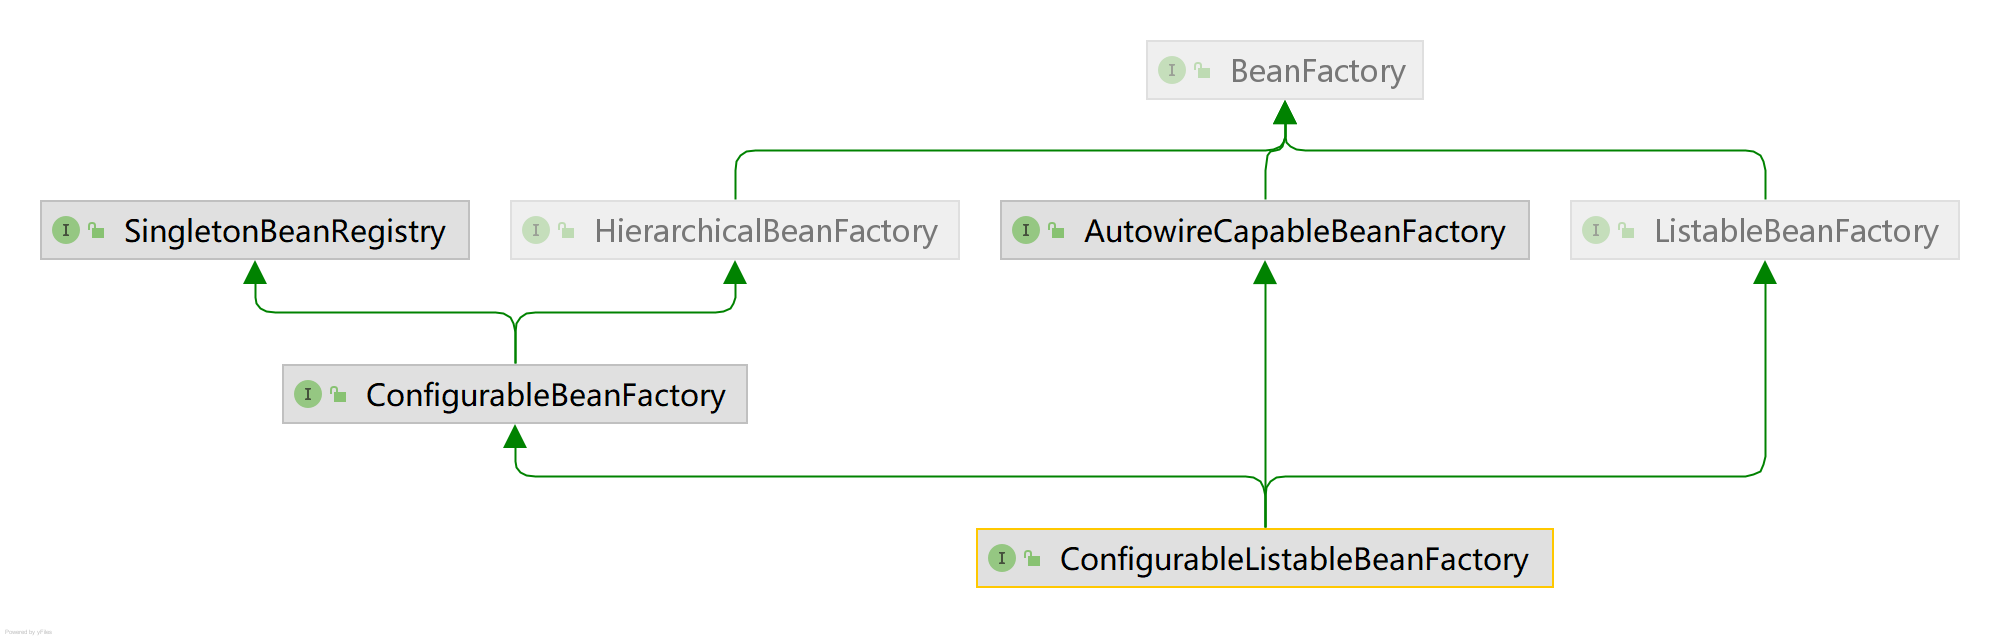 BeanFactory
SingletonBeanRegistry
HierarchicalBeanFactory
AutowireCapableBeanFactory
ListableBeanFactory
ConfigurableBeanFactory
ConfigurableListableBeanFactory
Powered by yFiles